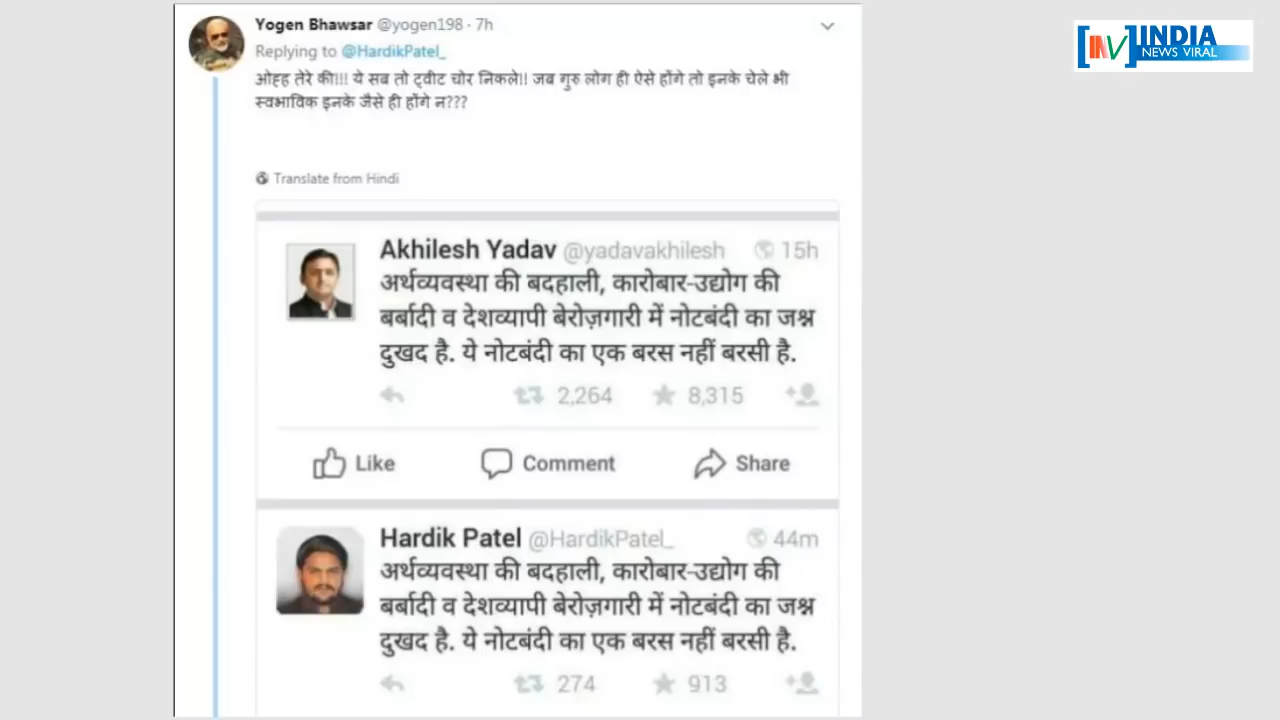 Yogen Bhawsar @yogen198 · 7h
Replying to @HardikPatel_
ओह्ह तेरे की!!! ये सब तो ट्वीट चोर निकले!! जब गुरु लोग ही ऐसे होंगे तो इनके चेले भी
स्वभाविक इनके जैसे ही होंगे न???
Translate from Hindi
Akhilesh Yadav @yadavakhilesh 15h
अर्थव्यवस्था की बदहाली, कारोबार-उद्योग की
बर्बादी व देशव्यापी बेरोज़गारी में नोटबंदी का जश्न
दुखद है. ये नोटबंदी का एक बरस नहीं बरसी है.
2,264 8,315
Like Comment Share
Hardik Patel @HardikPatel_ 44m
अर्थव्यवस्था की बदहाली, कारोबार-उद्योग की
बर्बादी व देशव्यापी बेरोज़गारी में नोटबंदी का जश्न
दुखद है. ये नोटबंदी का एक बरस नहीं बरसी है.
274 913
INV INDIA
NEWS VIRAL